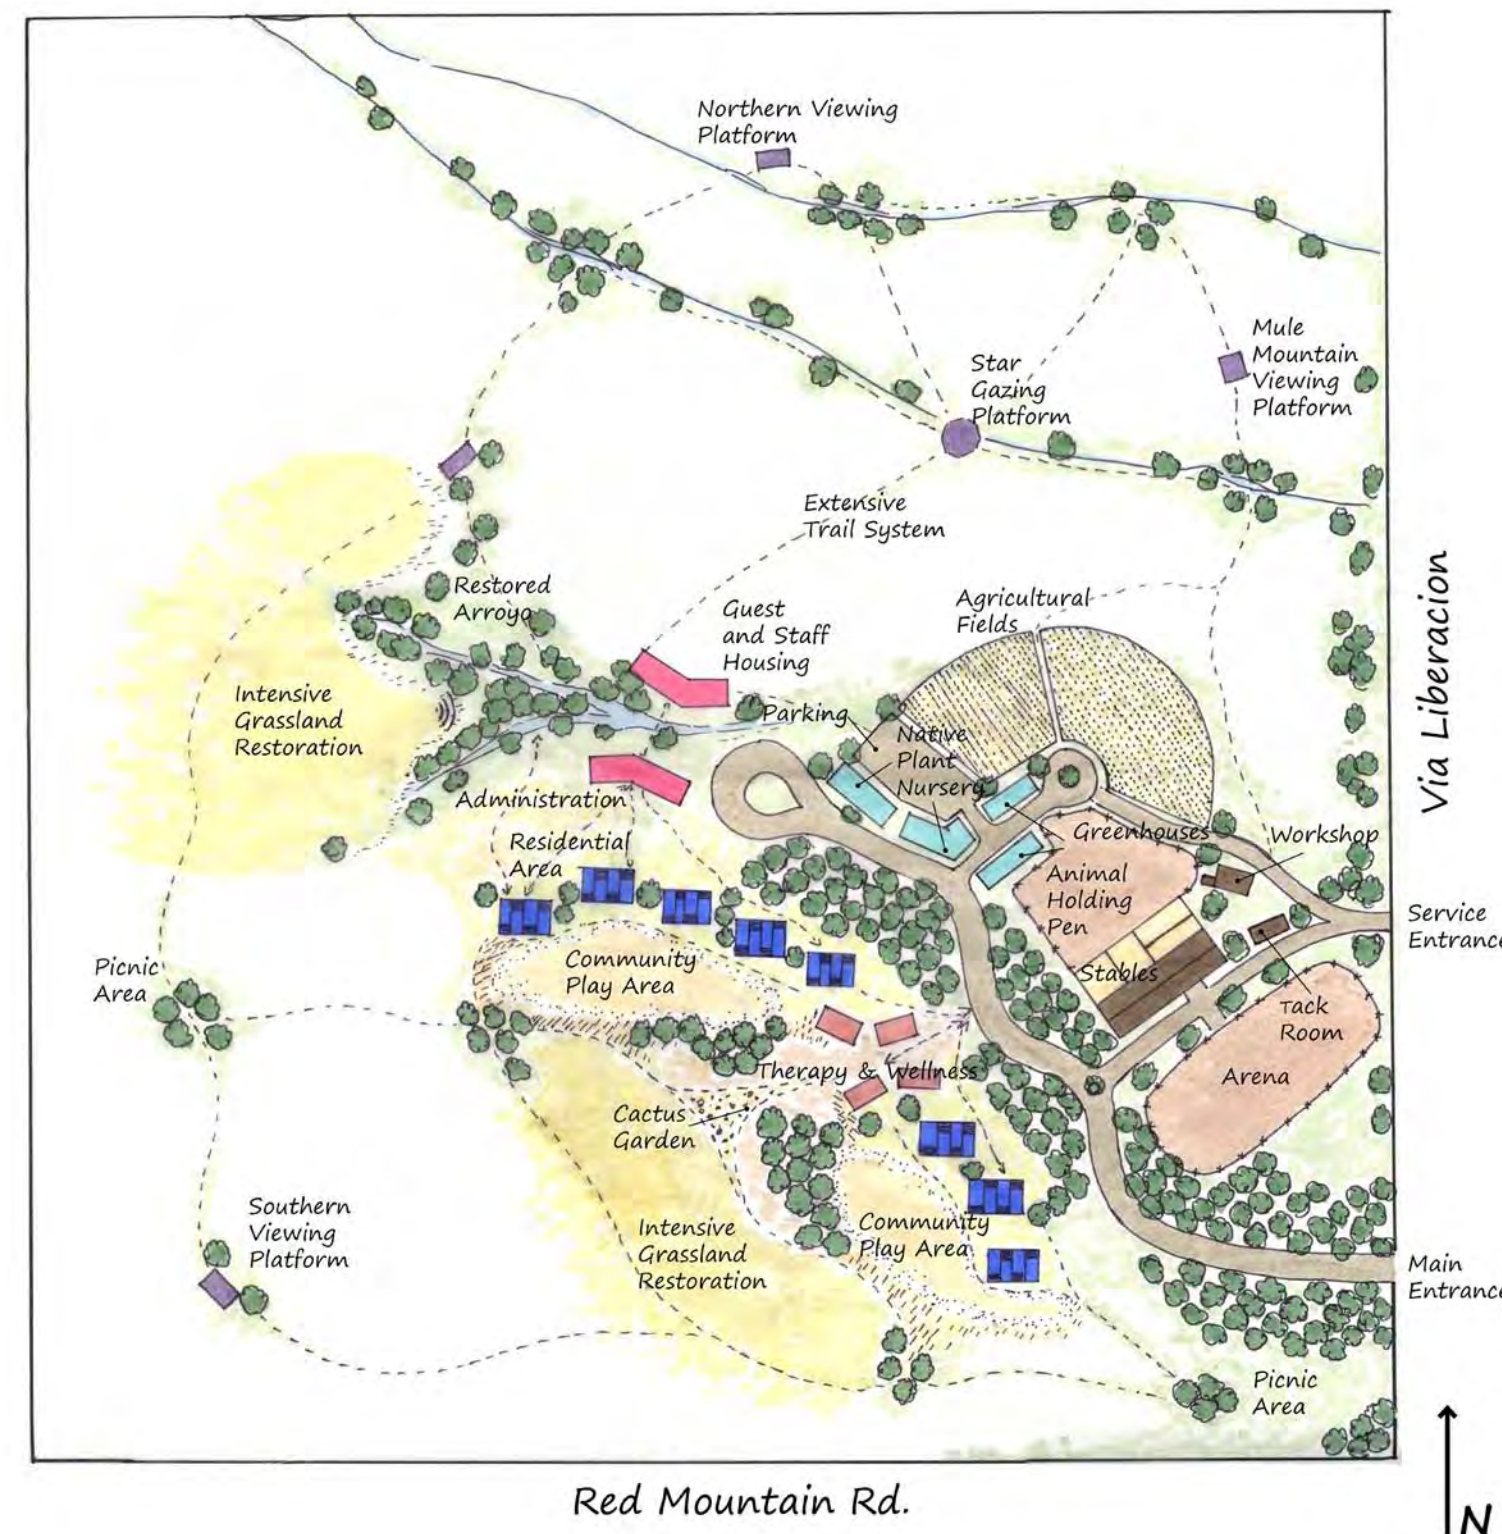 Northern Viewing
Platform
Mule
Mountain
Viewing
Platform
Star
Gazing
Platform
Extensive
Trail System
Restored
Arroyo
Guest
and Staff
Housing
Agricultural
Fields
Via Liberacion
Intensive
Grassland
Restoration
Parking
Native
Plant
Nursery
Administration
Residential
Area
Greenhouses
Workshop
Animal
Holding
Pen
Service
Entrance
Picnic
Area
Community
Play Area
Stables
Tack
Room
Therapy & Wellness
Arena
Cactus
Garden
Southern
Viewing
Platform
Intensive
Grassland
Restoration
Community
Play Area
Main
Entrance
Picnic
Area
Red Mountain Rd.
N